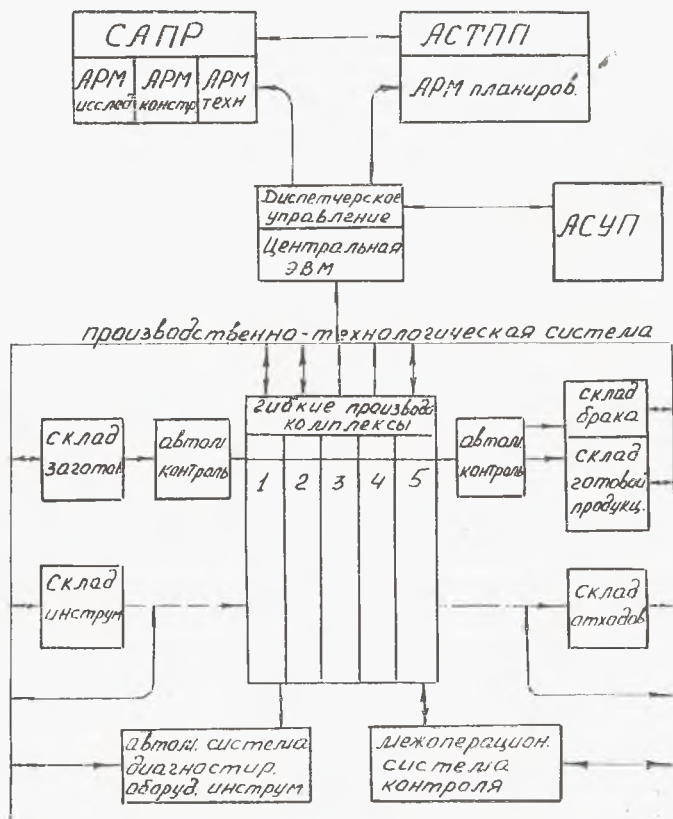 САПР
АСТПП
АРМ исслед
АРМ констр
АРМ техн
АРМ планиров.
Диспетчерское
управление
Центральная
ЭВМ
АСУП
производственно-технологическая система
гибкие производ
комплексы
1 2 3 4 5
склад
заготов
автом
контроль
автом.
контроль
склад
брака
склад
готовой
продукц.
Склад
инструм
Склад
отходов
автом. система
диагностир.
оборуд. инструм
межоперацион.
система
контроля